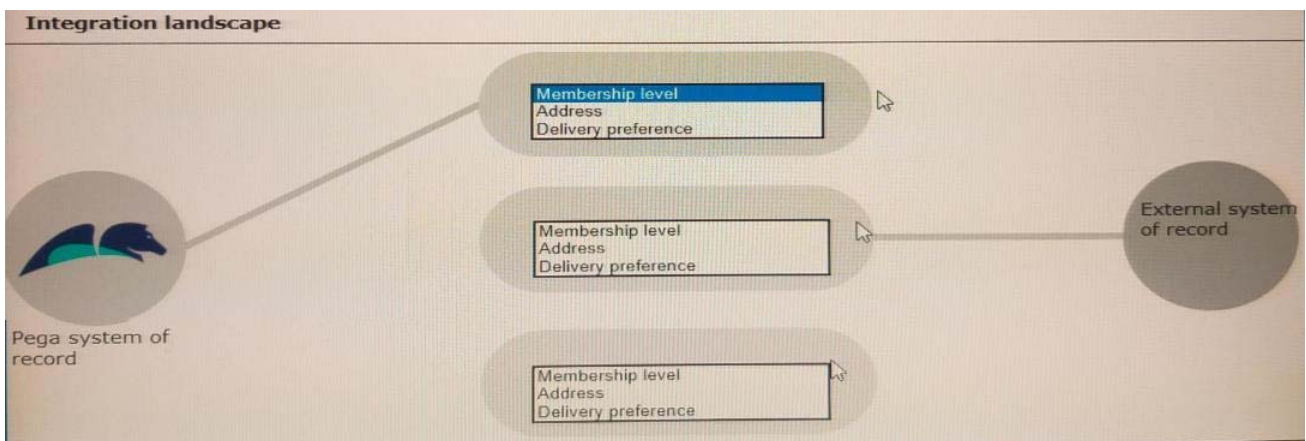 Integration landscape
Membership level
Address
Delivery preference
Membership level
Address
Delivery preference
External system
of record
Pega system of
record
Membership level
Address
Delivery preference